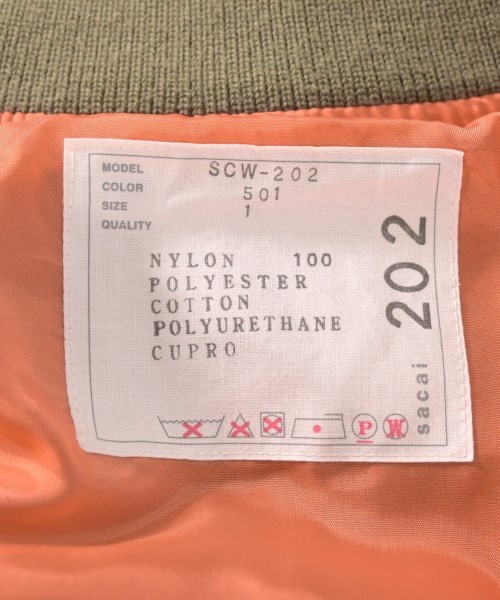 MODEL SCW-202
COLOR 501
SIZE 1
QUALITY
NYLON 100
POLYESTER
COTTON
POLYURETHANE
CUPRO
P W
sacai 202